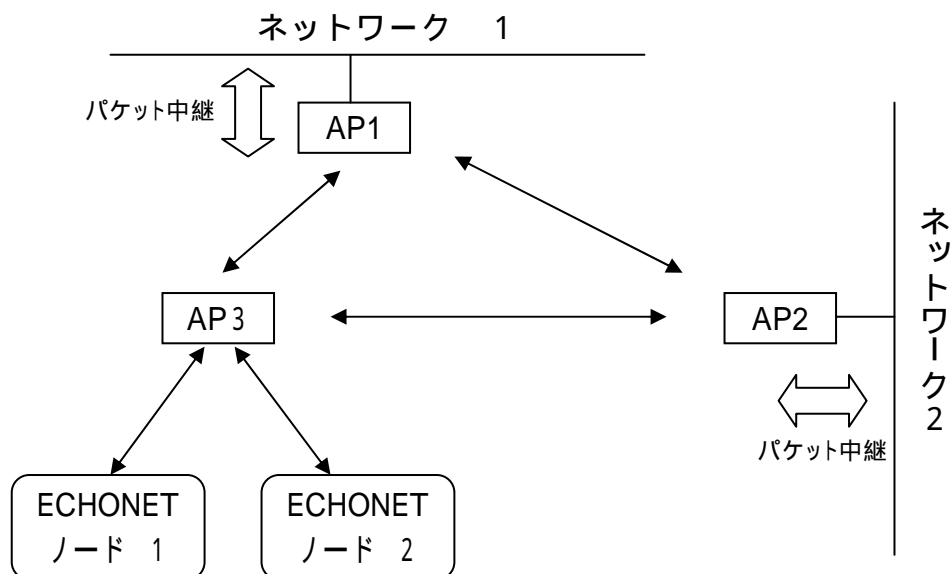 ネットワーク 1
パケット中継
AP1
ネットワーク2
AP3
AP2
パケット中継
ECHONET
ノード 1
ECHONET
ノード 2